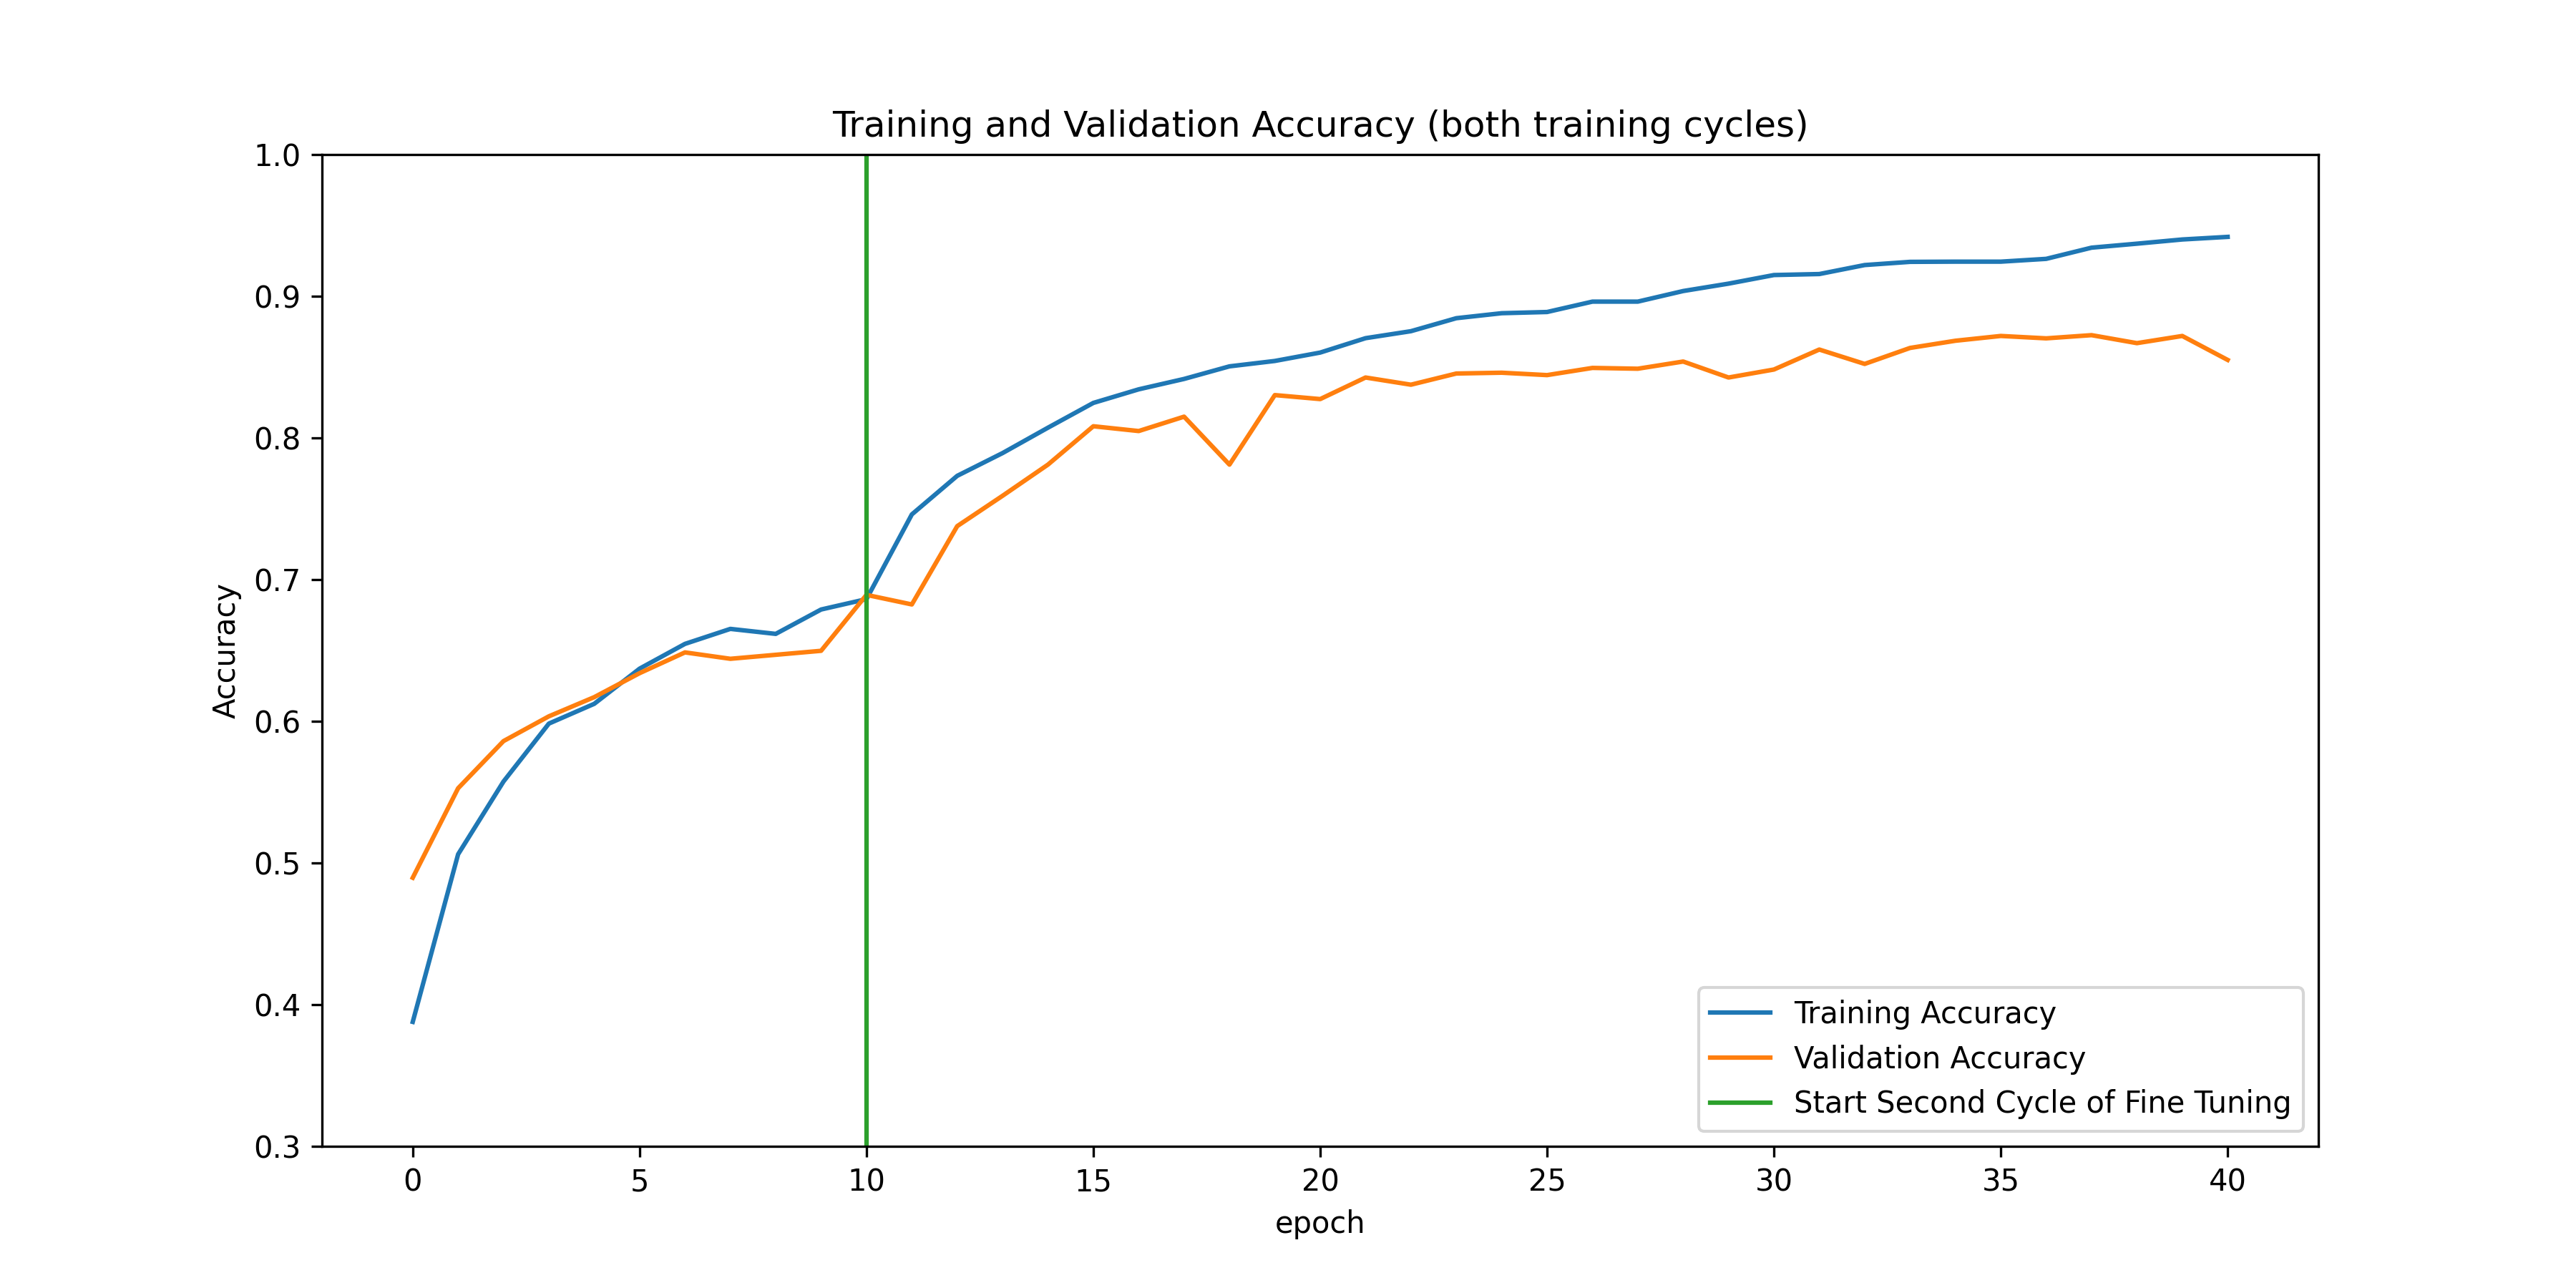 Training and Validation Accuracy (both training cycles)
1.0
0.9
0.8
0.7
0.6
0.5
0.4
0.3
Accuracy
0 5 10 15 20 25 30 35 40
epoch
Training Accuracy
Validation Accuracy
Start Second Cycle of Fine Tuning